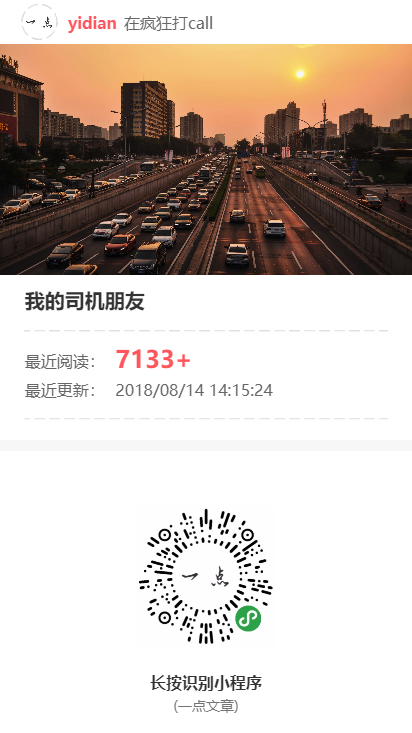 一点
yidian 在疯狂打call
我的司机朋友
最近阅读： 7133+
最近更新： 2018/08/14 14:15:24
一点
长按识别小程序
(一点文章)